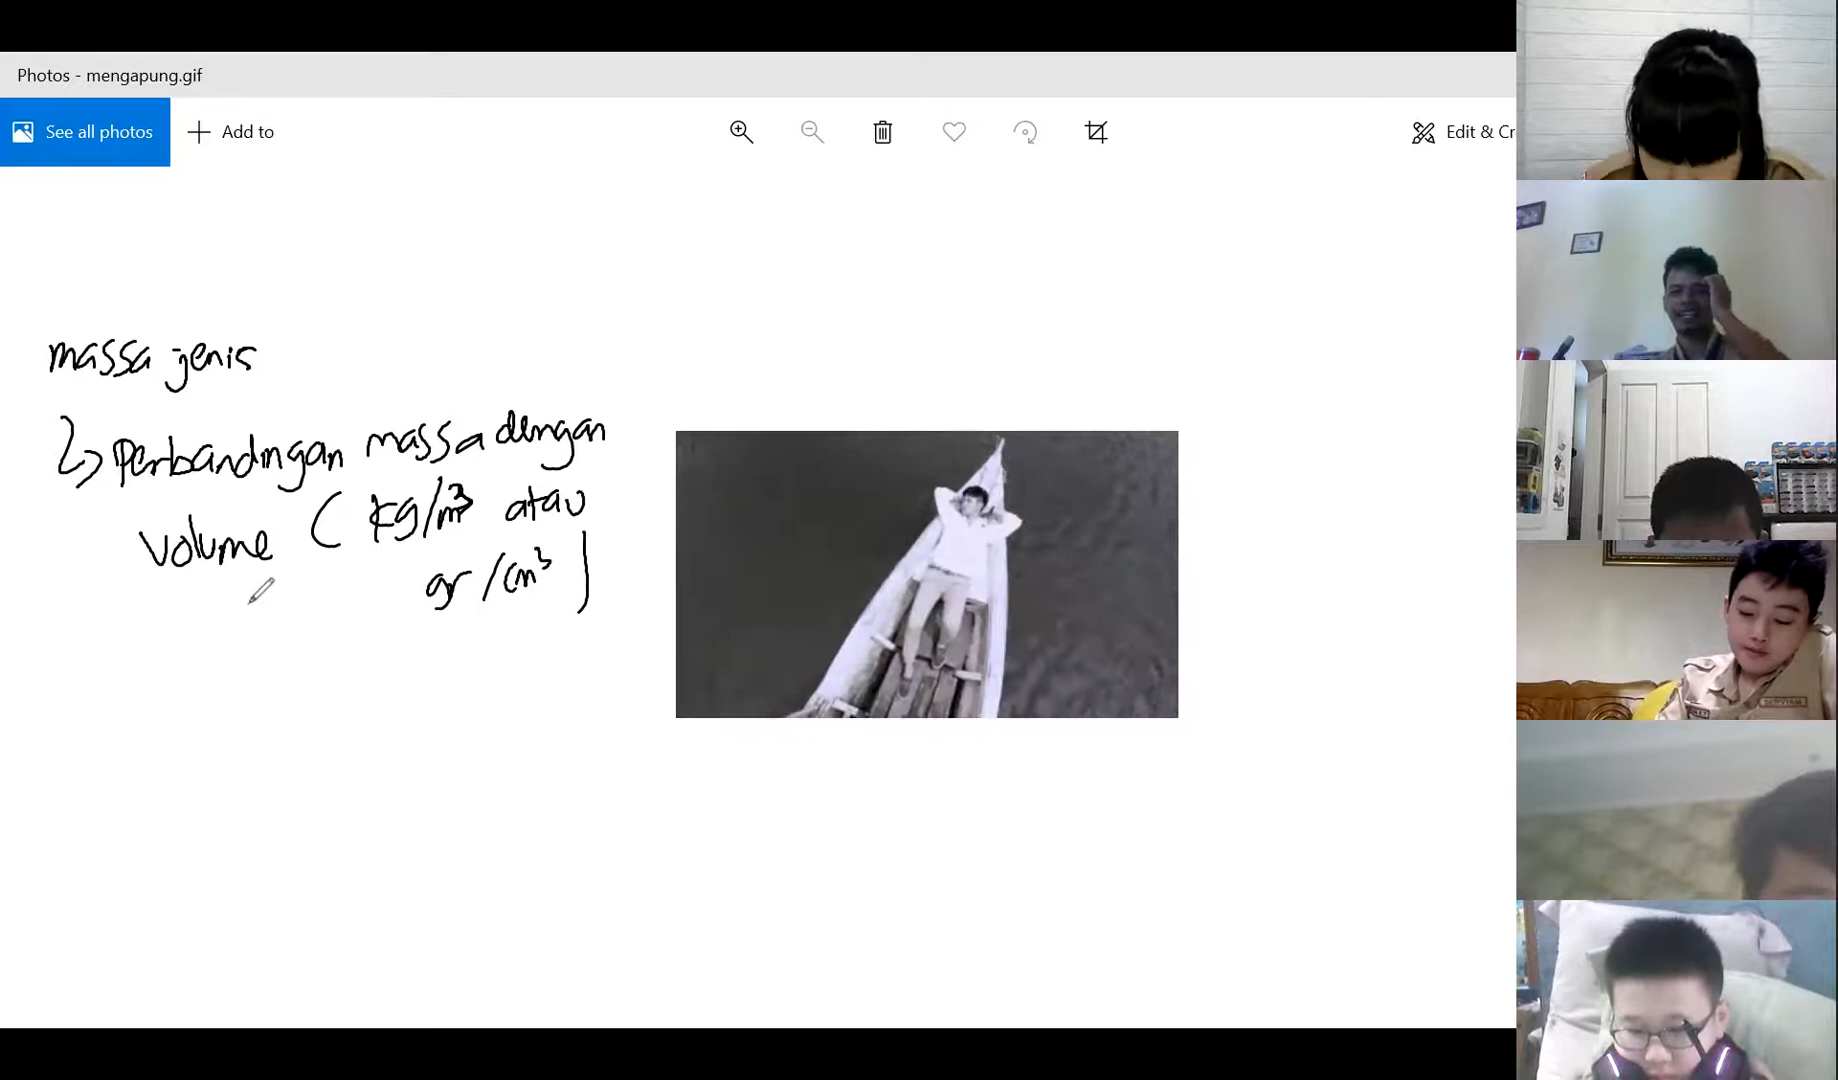 Photos - mengapung.gif
See all photos
Add to
Edit & Cr
massa jenis
Perbandingan massa dengan
volume ( kg/m³ atau
gr/cm³ )